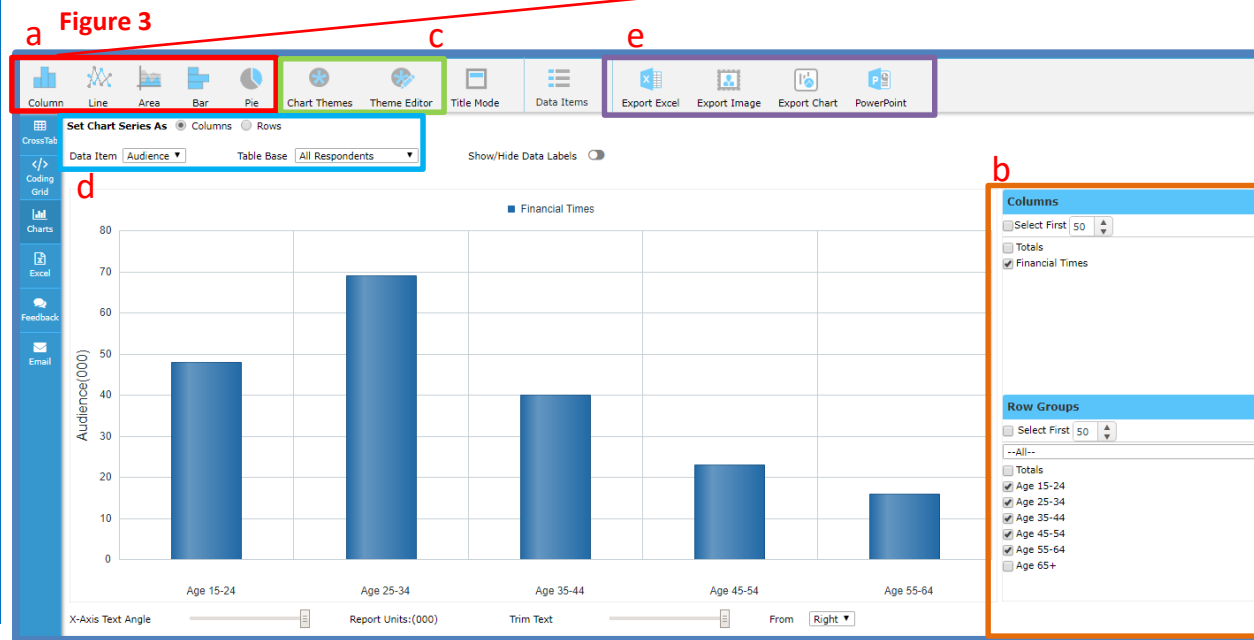 Figure 3
a
c
e
Column Line Area Bar Pie Chart Themes Theme Editor Title Mode Data Items Export Excel Export Image Export Chart PowerPoint
CrossTab
Coding
Grid
Charts
Excel
Feedback
Email
Set Chart Series As Columns Rows
Data Item Audience Table Base All Respondents Show/Hide Data Labels
d
b
Financial Times
Audience(000)
80
70
60
50
40
30
20
10
0
Age 15-24 Age 25-34 Age 35-44 Age 45-54 Age 55-64
X-Axis Text Angle Report Units:(000) Trim Text From Right
Columns
Select First 50
Totals
Financial Times
Row Groups
Select First 50
--All--
Totals
Age 15-24
Age 25-34
Age 35-44
Age 45-54
Age 55-64
Age 65+